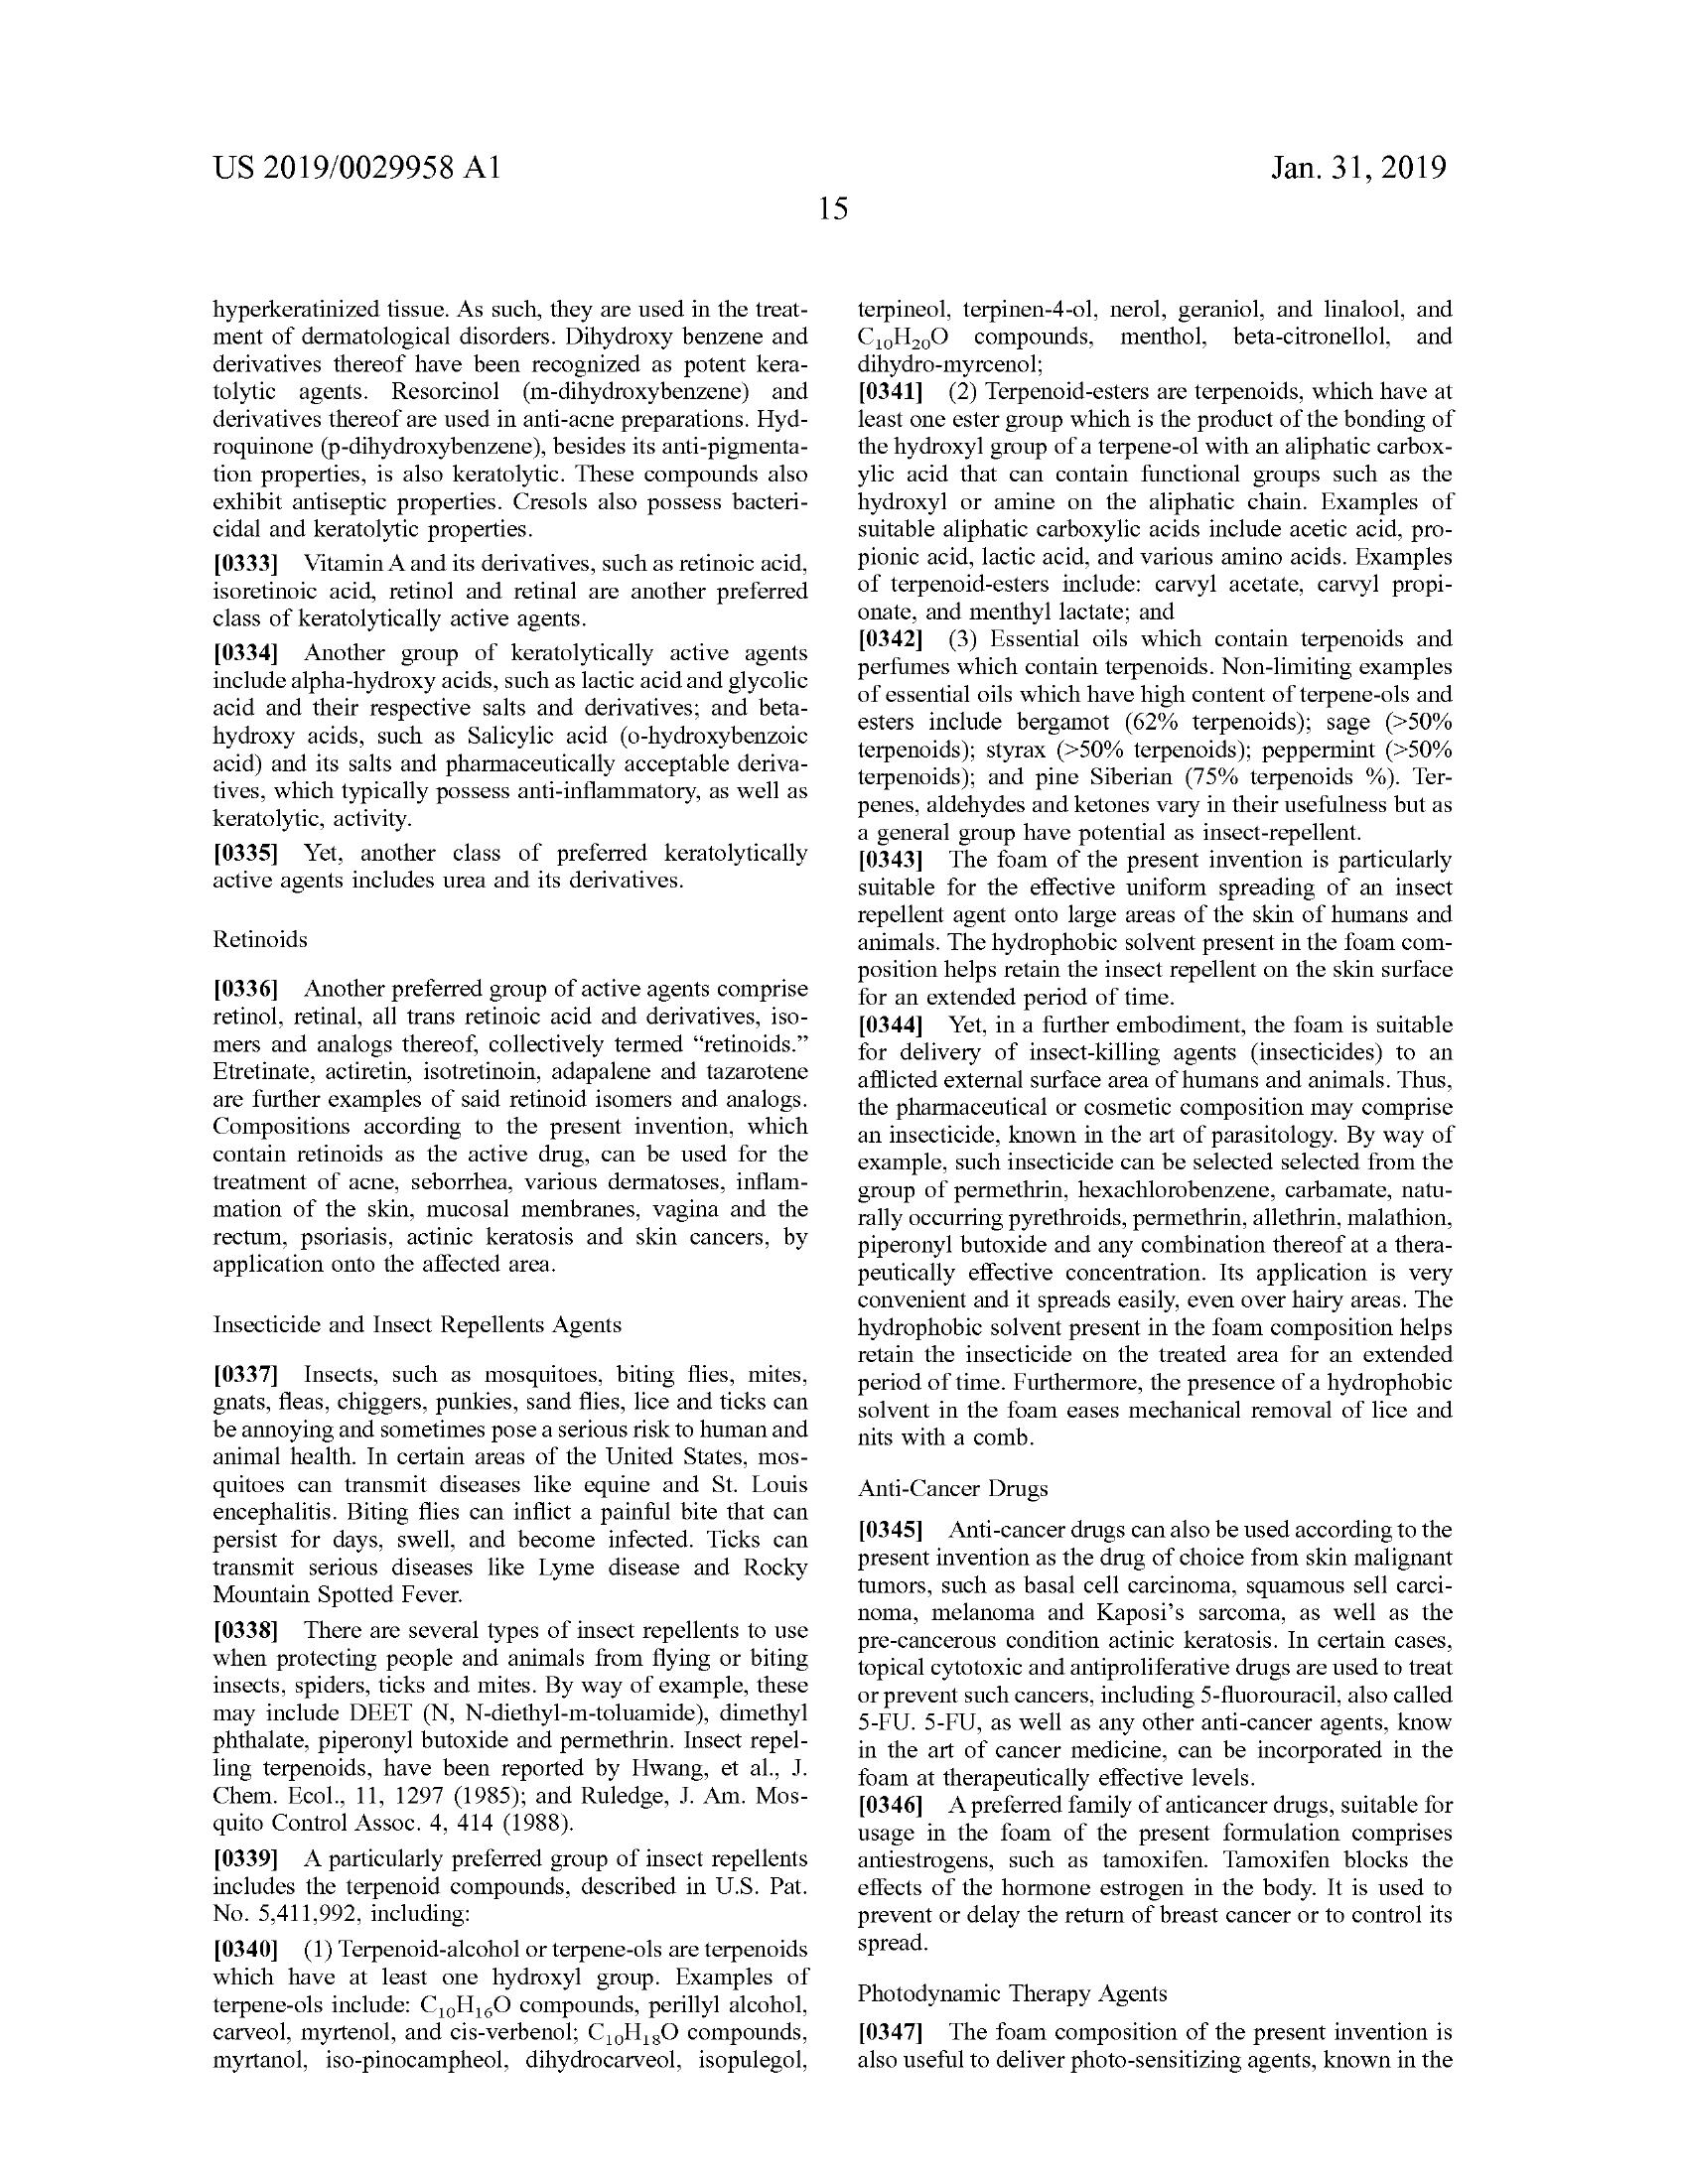 US 2019/0029958 A1
Jan. 31, 2019
15
hyperkeratinized tissue. As such, they are used in the treat-
ment of dermatological disorders. Dihydroxy benzene and
derivatives thereof have been recognized as potent kera-
tolytic agents. Resorcinol (m-dihydroxybenzene) and
derivatives thereof are used in anti-acne preparations. Hyd-
roquinone (p-dihydroxybenzene), besides its anti-pigmenta-
tion properties, is also keratolytic. These compounds also
exhibit antiseptic properties. Cresols also possess bacteri-
cidal and keratolytic properties.
[0333] Vitamin A and its derivatives, such as retinoic acid,
isoretinoic acid, retinol and retinal are another preferred
class of keratolytically active agents.
[0334] Another group of keratolytically active agents
include alpha-hydroxy acids, such as lactic acid and glycolic
acid and their respective salts and derivatives; and beta-
hydroxy acids, such as Salicylic acid (o-hydroxybenzoic
acid) and its salts and pharmaceutically acceptable deriva-
tives, which typically possess anti-inflammatory, as well as
keratolytic, activity.
[0335] Yet, another class of preferred keratolytically
active agents includes urea and its derivatives.
Retinoids
[0336] Another preferred group of active agents comprise
retinol, retinal, all trans retinoic acid and derivatives, iso-
mers and analogs thereof, collectively termed “retinoids.”
Etretinate, actiretin, isotretinoin, adapalene and tazarotene
are further examples of said retinoid isomers and analogs.
Compositions according to the present invention, which
contain retinoids as the active drug, can be used for the
treatment of acne, seborrhea, various dermatoses, inflam-
mation of the skin, mucosal membranes, vagina and the
rectum, psoriasis, actinic keratosis and skin cancers, by
application onto the affected area.
Insecticide and Insect Repellents Agents
[0337] Insects, such as mosquitoes, biting flies, mites,
gnats, fleas, chiggers, punkies, sand flies, lice and ticks can
be annoying and sometimes pose a serious risk to human and
animal health. In certain areas of the United States, mos-
quitoes can transmit diseases like equine and St. Louis
encephalitis. Biting flies can inflict a painful bite that can
persist for days, swell, and become infected. Ticks can
transmit serious diseases like Lyme disease and Rocky
Mountain Spotted Fever.
[0338] There are several types of insect repellents to use
when protecting people and animals from flying or biting
insects, spiders, ticks and mites. By way of example, these
may include DEET (N, N-diethyl-m-toluamide), dimethyl
phthalate, piperonyl butoxide and permethrin. Insect repel-
ling terpenoids, have been reported by Hwang, et al., J.
Chem. Ecol., 11, 1297 (1985); and Ruledge, J. Am. Mos-
quito Control Assoc. 4, 414 (1988).
[0339] A particularly preferred group of insect repellents
includes the terpenoid compounds, described in U.S. Pat.
No. 5,411,992, including:
[0340] (1) Terpenoid-alcohol or terpene-ols are terpenoids
which have at least one hydroxyl group. Examples of
terpene-ols include: C₁₀H₁₆O compounds, perillyl alcohol,
carveol, myrtenol, and cis-verbenol; C₁₀H₁₈O compounds,
myrtanol, iso-pinocampheol, dihydrocarveol, isopulegol,
terpineol, terpinen-4-ol, nerol, geraniol, and linalool, and
C₁₀H₂₀O compounds, menthol, beta-citronellol, and
dihydro-myrcenol;
[0341] (2) Terpenoid-esters are terpenoids, which have at
least one ester group which is the product of the bonding of
the hydroxyl group of a terpene-ol with an aliphatic carbox-
ylic acid that can contain functional groups such as the
hydroxyl or amine on the aliphatic chain. Examples of
suitable aliphatic carboxylic acids include acetic acid, pro-
pionic acid, lactic acid, and various amino acids. Examples
of terpenoid-esters include: carvyl acetate, carvyl propi-
onate, and menthyl lactate; and
[0342] (3) Essential oils which contain terpenoids and
perfumes which contain terpenoids. Non-limiting examples
of essential oils which have high content of terpene-ols and
esters include bergamot (62% terpenoids); sage (>50%
terpenoids); styrax (>50% terpenoids); peppermint (>50%
terpenoids); and pine Siberian (75% terpenoids %). Ter-
penes, aldehydes and ketones vary in their usefulness but as
a general group have potential as insect-repellent.
[0343] The foam of the present invention is particularly
suitable for the effective uniform spreading of an insect
repellent agent onto large areas of the skin of humans and
animals. The hydrophobic solvent present in the foam com-
position helps retain the insect repellent on the skin surface
for an extended period of time.
[0344] Yet, in a further embodiment, the foam is suitable
for delivery of insect-killing agents (insecticides) to an
afflicted external surface area of humans and animals. Thus,
the pharmaceutical or cosmetic composition may comprise
an insecticide, known in the art of parasitology. By way of
example, such insecticide can be selected selected from the
group of permethrin, hexachlorobenzene, carbamate, natu-
rally occurring pyrethroids, permethrin, allethrin, malathion,
piperonyl butoxide and any combination thereof at a thera-
peutically effective concentration. Its application is very
convenient and it spreads easily, even over hairy areas. The
hydrophobic solvent present in the foam composition helps
retain the insecticide on the treated area for an extended
period of time. Furthermore, the presence of a hydrophobic
solvent in the foam eases mechanical removal of lice and
nits with a comb.
Anti-Cancer Drugs
[0345] Anti-cancer drugs can also be used according to the
present invention as the drug of choice from skin malignant
tumors, such as basal cell carcinoma, squamous sell carci-
noma, melanoma and Kaposi's sarcoma, as well as the
pre-cancerous condition actinic keratosis. In certain cases,
topical cytotoxic and antiproliferative drugs are used to treat
or prevent such cancers, including 5-fluorouracil, also called
5-FU. 5-FU, as well as any other anti-cancer agents, know
in the art of cancer medicine, can be incorporated in the
foam at therapeutically effective levels.
[0346] A preferred family of anticancer drugs, suitable for
usage in the foam of the present formulation comprises
antiestrogens, such as tamoxifen. Tamoxifen blocks the
effects of the hormone estrogen in the body. It is used to
prevent or delay the return of breast cancer or to control its
spread.
Photodynamic Therapy Agents
[0347] The foam composition of the present invention is
also useful to deliver photo-sensitizing agents, known in the